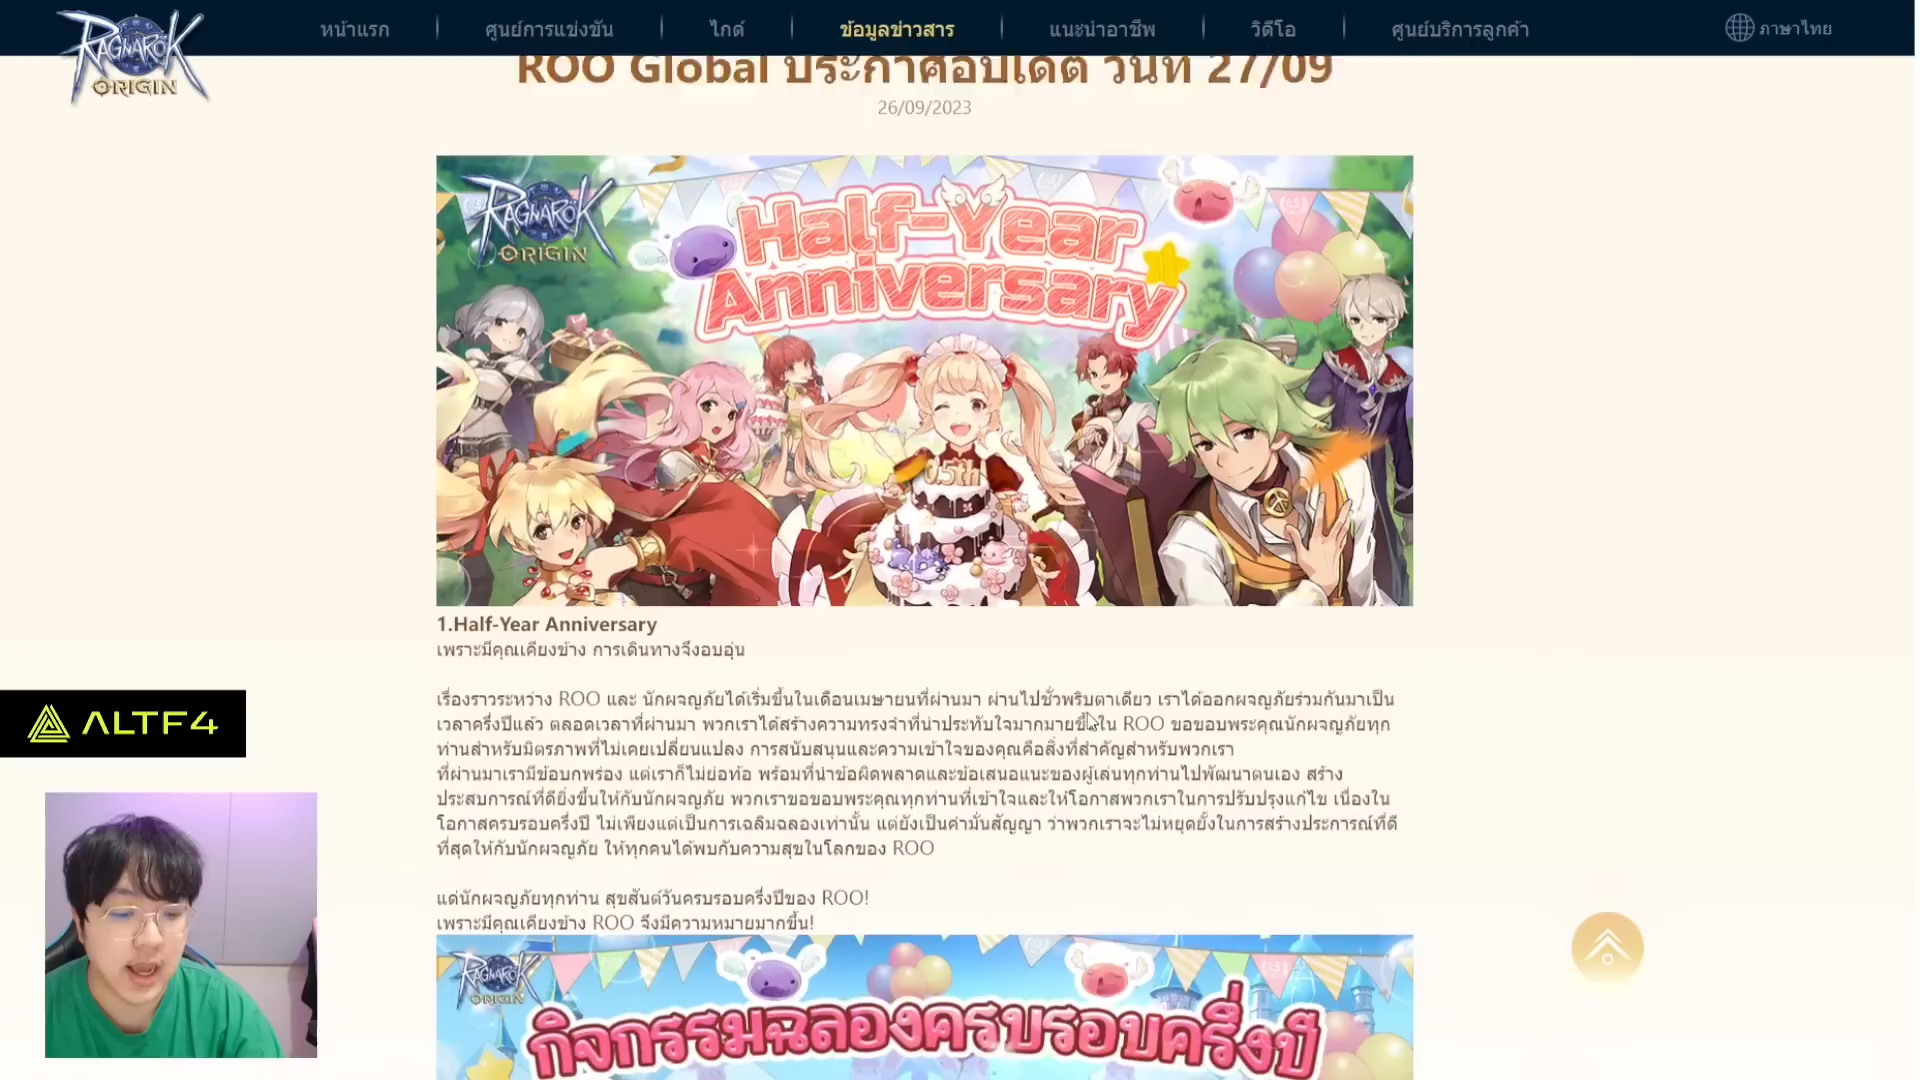 RAGNARÖK
ORIGIN
หน้าแรก
ศูนย์การแข่งขัน
ไกด์
ข้อมูลข่าวสาร
แนะนำอาชีพ
วิดีโอ
ศูนย์บริการลูกค้า
ภาษาไทย
ROO Global ประกาศอัปเดต วันที่ 27/09
26/09/2023
RAGNARÖK
ORIGIN
Half-Year
Anniversary
0.5th
1.Half-Year Anniversary
เพราะมีคุณเคียงข้าง การเดินทางจึงอบอุ่น
เรื่องราวระหว่าง ROO และ นักผจญภัยได้เริ่มขึ้นในเดือนเมษายนที่ผ่านมา ผ่านไปชั่วพริบตาเดียว เราได้ออกผจญภัยร่วมกันมาเป็น
เวลาครึ่งปีแล้ว ตลอดเวลาที่ผ่านมา พวกเราได้สร้างความทรงจำที่น่าประทับใจมากมายขึ้นใน ROO ขอขอบพระคุณนักผจญภัยทุก
ท่านสำหรับมิตรภาพที่ไม่เคยเปลี่ยนแปลง การสนับสนุนและความเข้าใจของคุณคือสิ่งที่สำคัญสำหรับพวกเรา
ที่ผ่านมาเรามีข้อบกพร่อง แต่เราก็ไม่ย่อท้อ พร้อมที่นำข้อผิดพลาดและข้อเสนอแนะของผู้เล่นทุกท่านไปพัฒนาตนเอง สร้าง
ประสบการณ์ที่ดียิ่งขึ้นให้กับนักผจญภัย พวกเราขอขอบพระคุณทุกท่านที่เข้าใจและให้โอกาสพวกเราในการปรับปรุงแก้ไข เนื่องใน
โอกาสครบรอบครึ่งปี ไม่เพียงแต่เป็นการเฉลิมฉลองเท่านั้น แต่ยังเป็นคำมั่นสัญญา ว่าพวกเราจะไม่หยุดยั้งในการสร้างประการณ์ที่ดี
ที่สุดให้กับนักผจญภัย ให้ทุกคนได้พบกับความสุขในโลกของ ROO
แด่นักผจญภัยทุกท่าน สุขสันต์วันครบรอบครึ่งปีของ ROO!
เพราะมีคุณเคียงข้าง ROO จึงมีความหมายมากขึ้น!
ALTF4
RAGNARÖK
ORIGIN
กิจกรรมฉลองครบรอบครึ่งปี